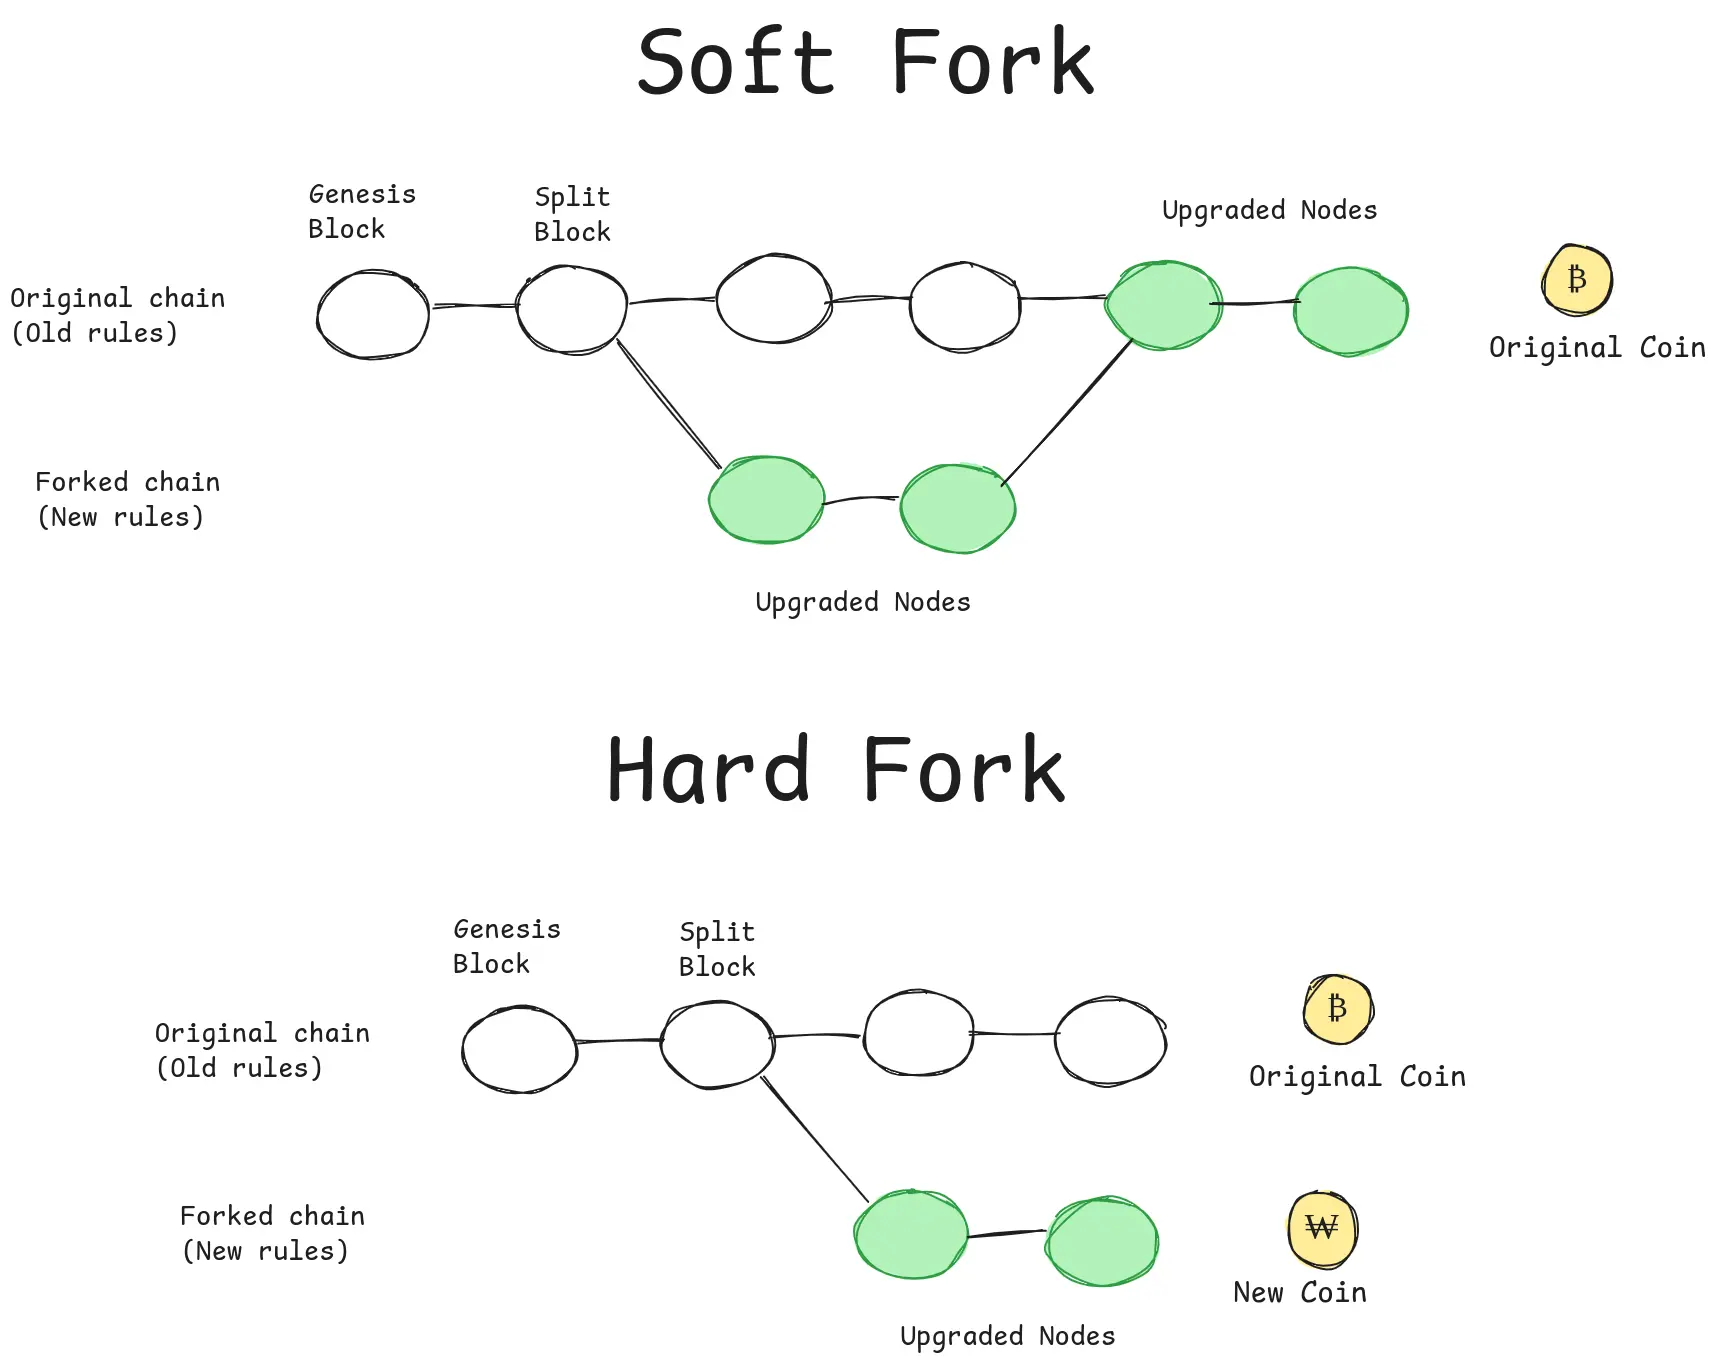 Soft Fork
Genesis
Block
Split
Block
Upgraded Nodes
Original chain
(Old rules)
₿
Original Coin
Forked chain
(New rules)
Upgraded Nodes
Hard Fork
Genesis
Block
Split
Block
Original chain
(Old rules)
₿
Original Coin
Forked chain
(New rules)
₩
New Coin
Upgraded Nodes